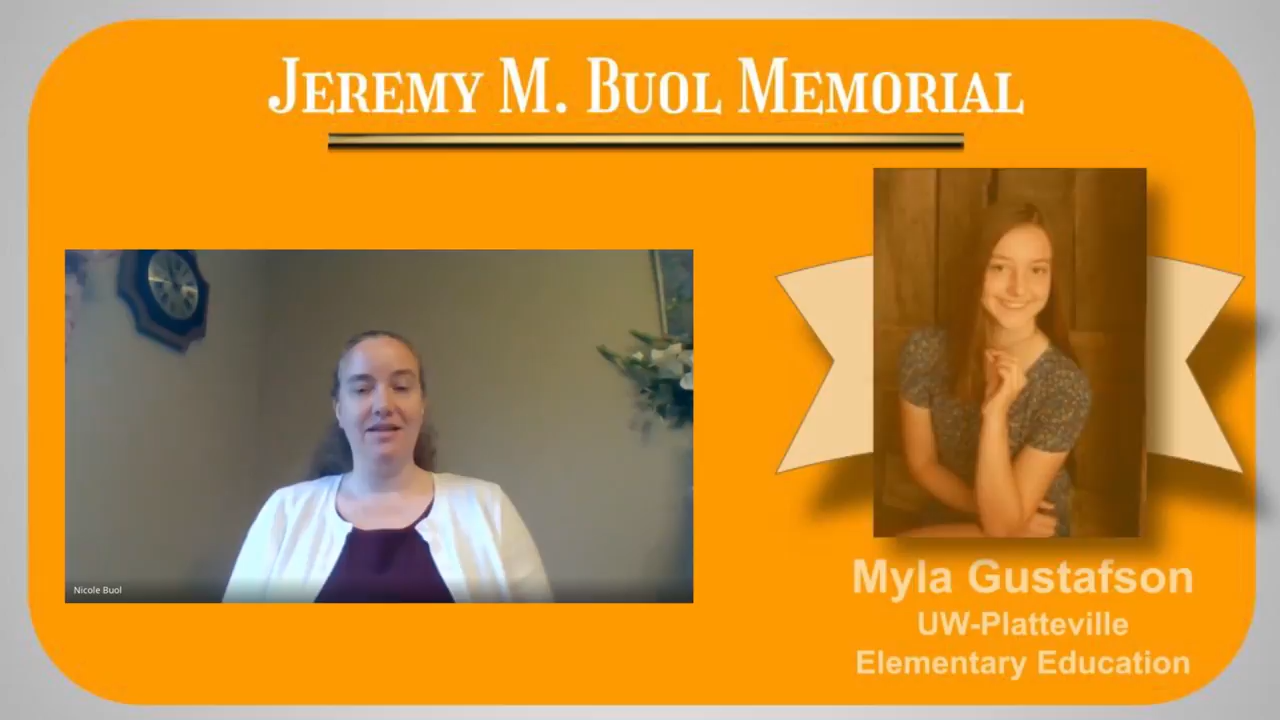 JEREMY M. BUOL MEMORIAL
Nicole Buol
Myla Gustafson
UW-Platteville
Elementary Education